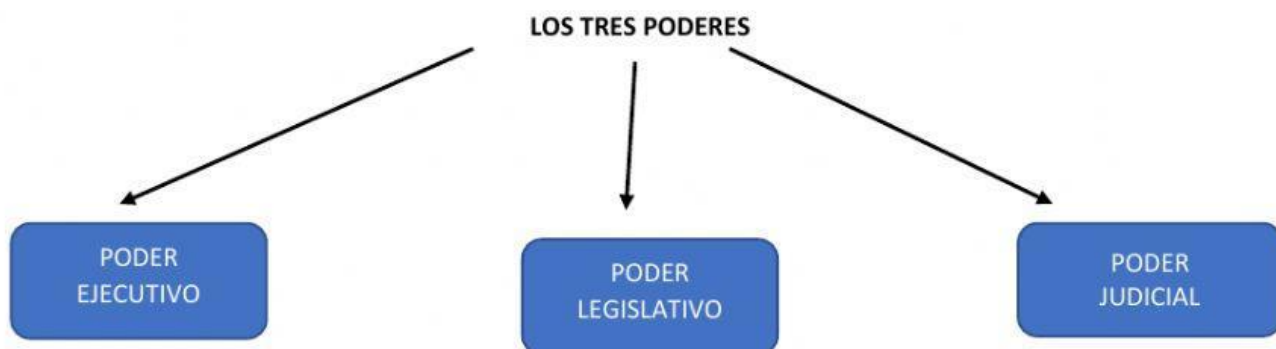 LOS TRES PODERES
PODER
EJECUTIVO
PODER
LEGISLATIVO
PODER
JUDICIAL